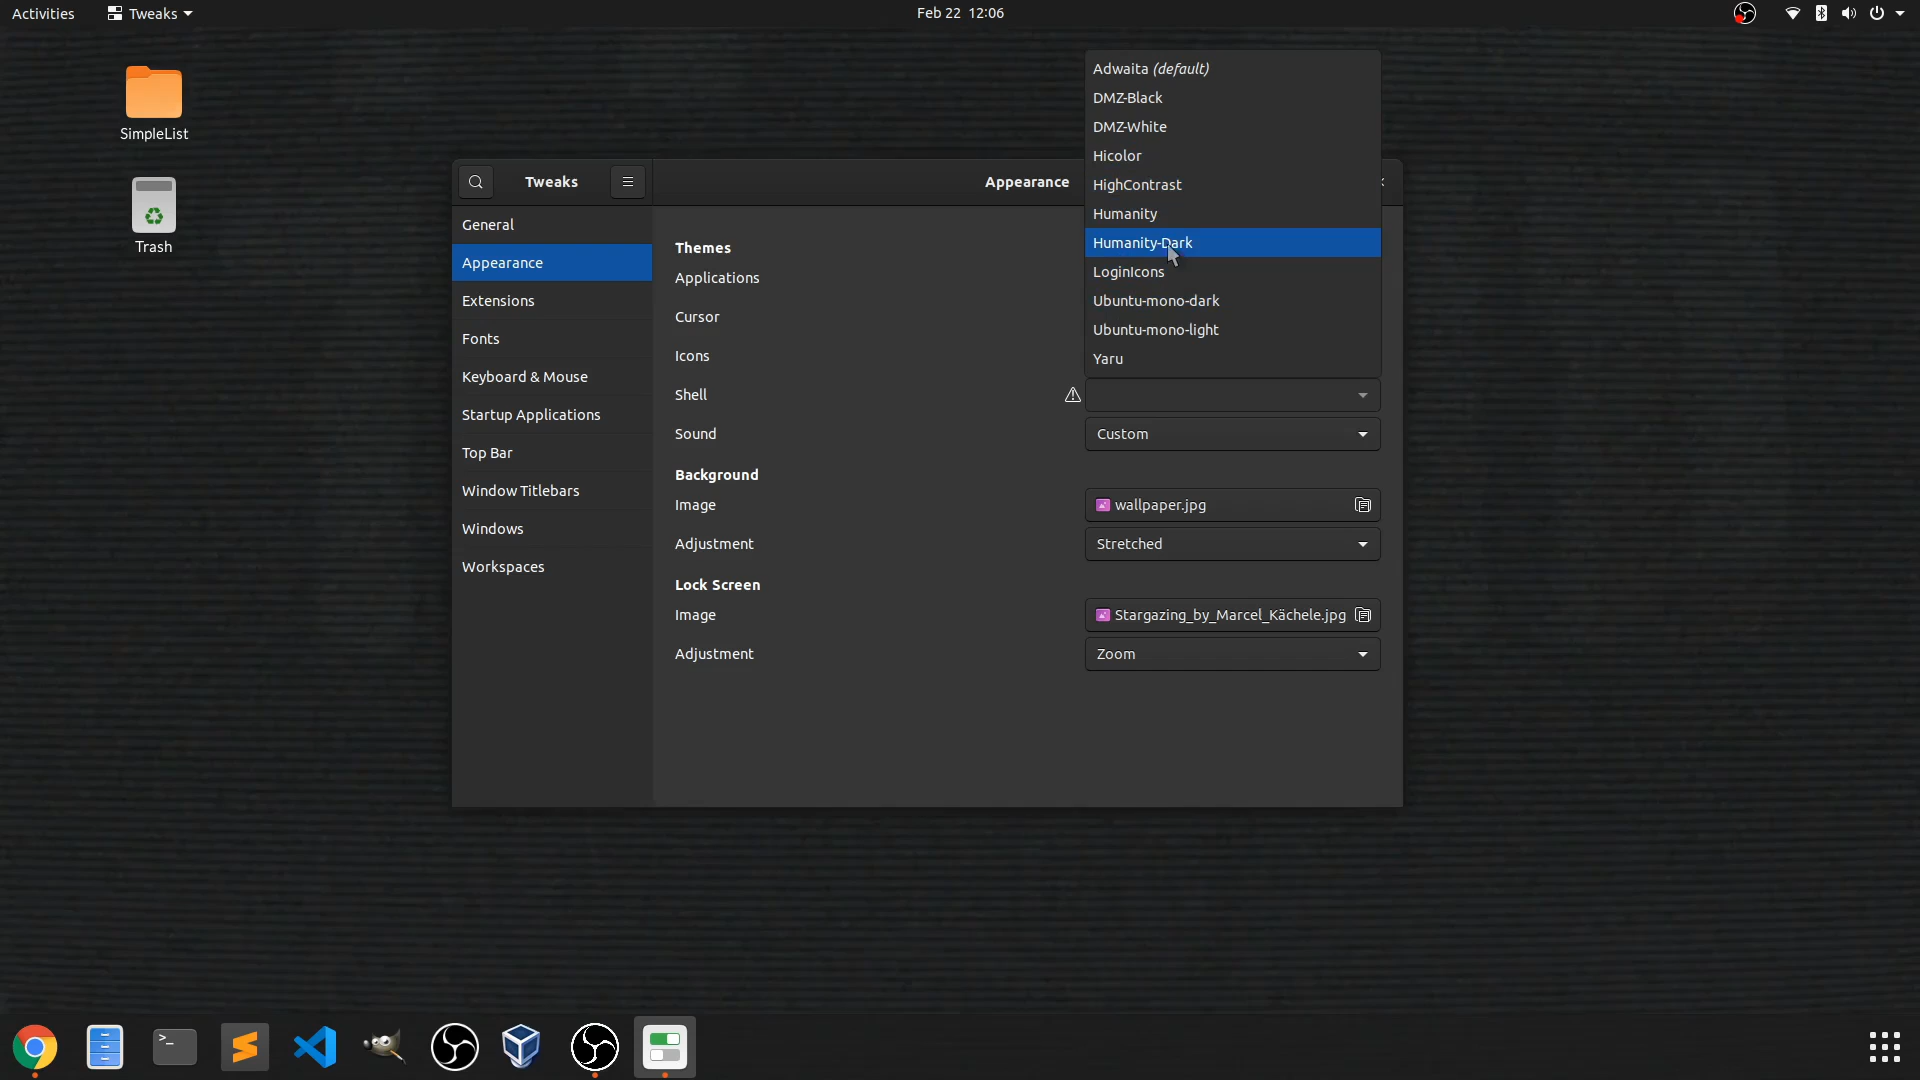 Activities
Tweaks
Feb 22 12:06
SimpleList
Trash
Tweaks
Appearance
General
Appearance
Extensions
Fonts
Keyboard & Mouse
Startup Applications
Top Bar
Window Titlebars
Windows
Workspaces
Themes
Applications
Cursor
Icons
Shell
Sound
Custom
Background
Image
wallpaper.jpg
Adjustment
Stretched
Lock Screen
Image
Stargazing_by_Marcel_Kächele.jpg
Adjustment
Zoom
Adwaita (default)
DMZ-Black
DMZ-White
Hicolor
HighContrast
Humanity
Humanity-Dark
LoginIcons
Ubuntu-mono-dark
Ubuntu-mono-light
Yaru
>_